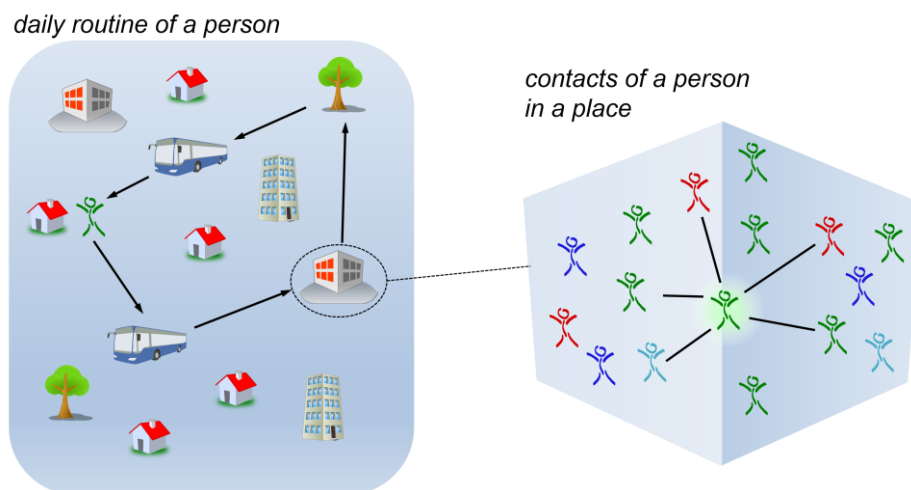 daily routine of a person
contacts of a person
in a place